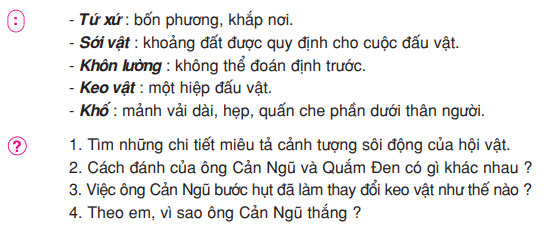 :
- Tứ xứ : bốn phương, khắp nơi.
- Sới vật : khoảng đất được quy định cho cuộc đấu vật.
- Khôn lường : không thể đoán định trước.
- Keo vật : một hiệp đấu vật.
- Khố : mảnh vải dài, hẹp, quấn che phần dưới thân người.
?
1. Tìm những chi tiết miêu tả cảnh tượng sôi động của hội vật.
2. Cách đánh của ông Cản Ngũ và Quắm Đen có gì khác nhau ?
3. Việc ông Cản Ngũ bước hụt đã làm thay đổi keo vật như thế nào ?
4. Theo em, vì sao ông Cản Ngũ thắng ?